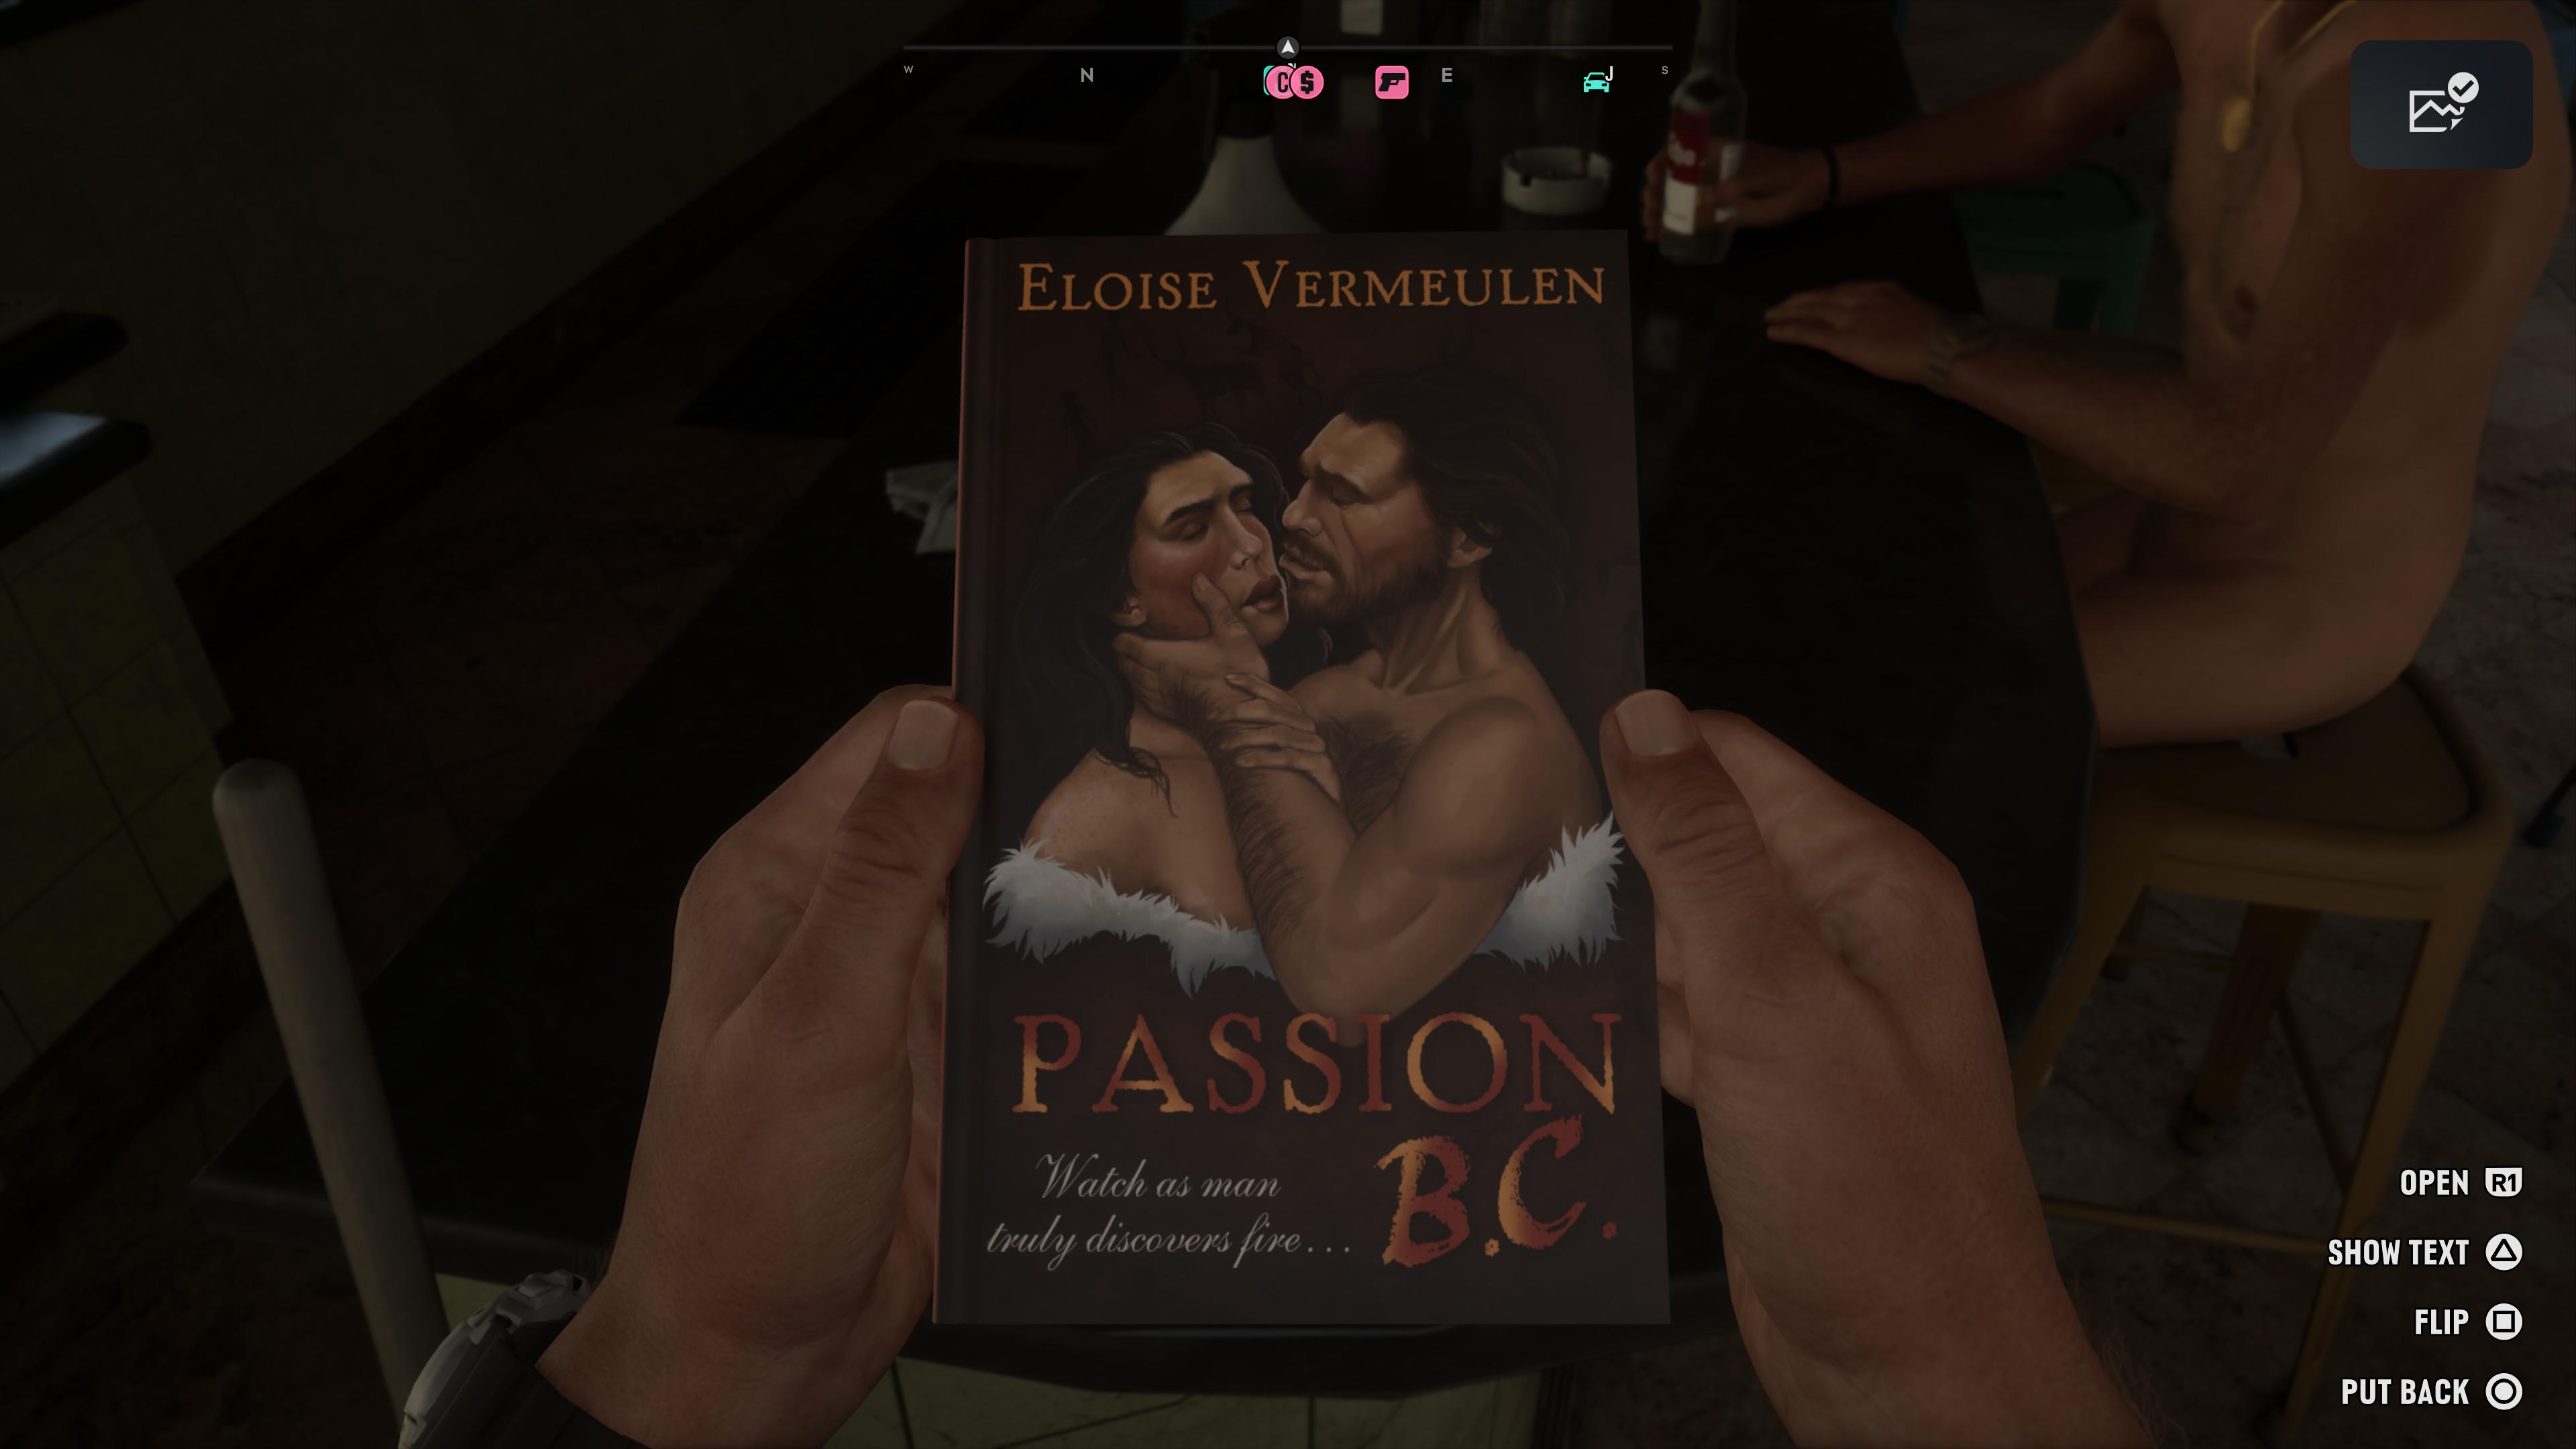 W N E J S
ELOISE VERMEULEN
PASSION
B.C.
Watch as man
truly discovers fire...
OPEN R1
SHOW TEXT
FLIP
PUT BACK